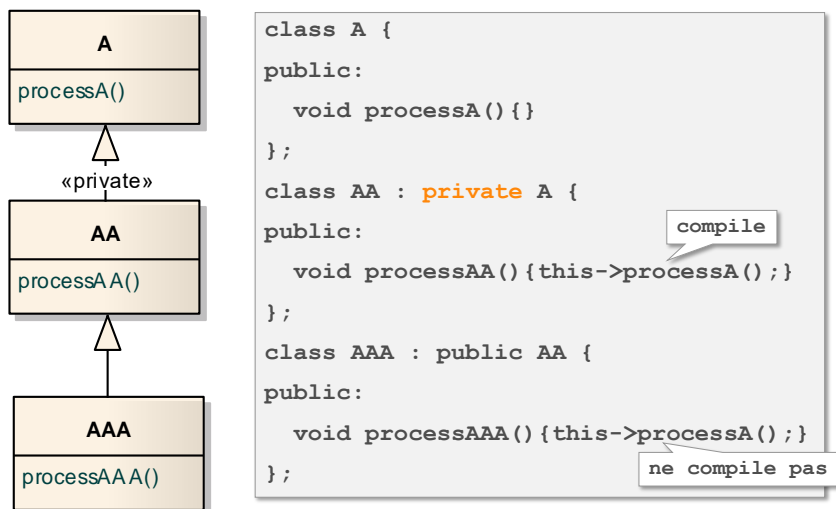 A
processA()
«private»
AA
processAA()
AAA
processAAA()
class A {
public:
void processA(){}
};
class AA : private A {
public:
compile
void processAA(){this->processA();}
};
class AAA : public AA {
public:
void processAAA(){this->processA();}
ne compile pas
};